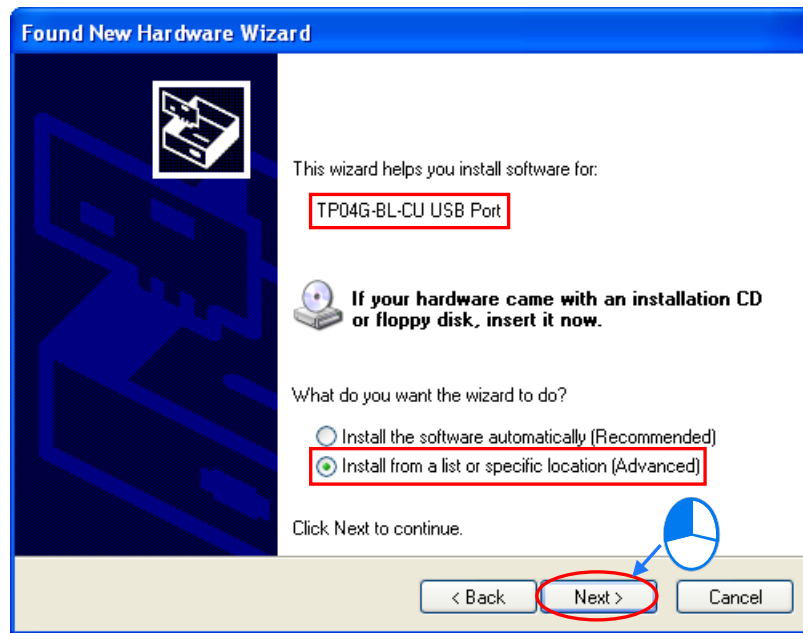 Found New Hardware Wizard
This wizard helps you install software for:
TP04G-BL-CU USB Port
If your hardware came with an installation CD
or floppy disk, insert it now.
What do you want the wizard to do?
Install the software automatically (Recommended)
Install from a list or specific location (Advanced)
Click Next to continue.
< Back Next > Cancel